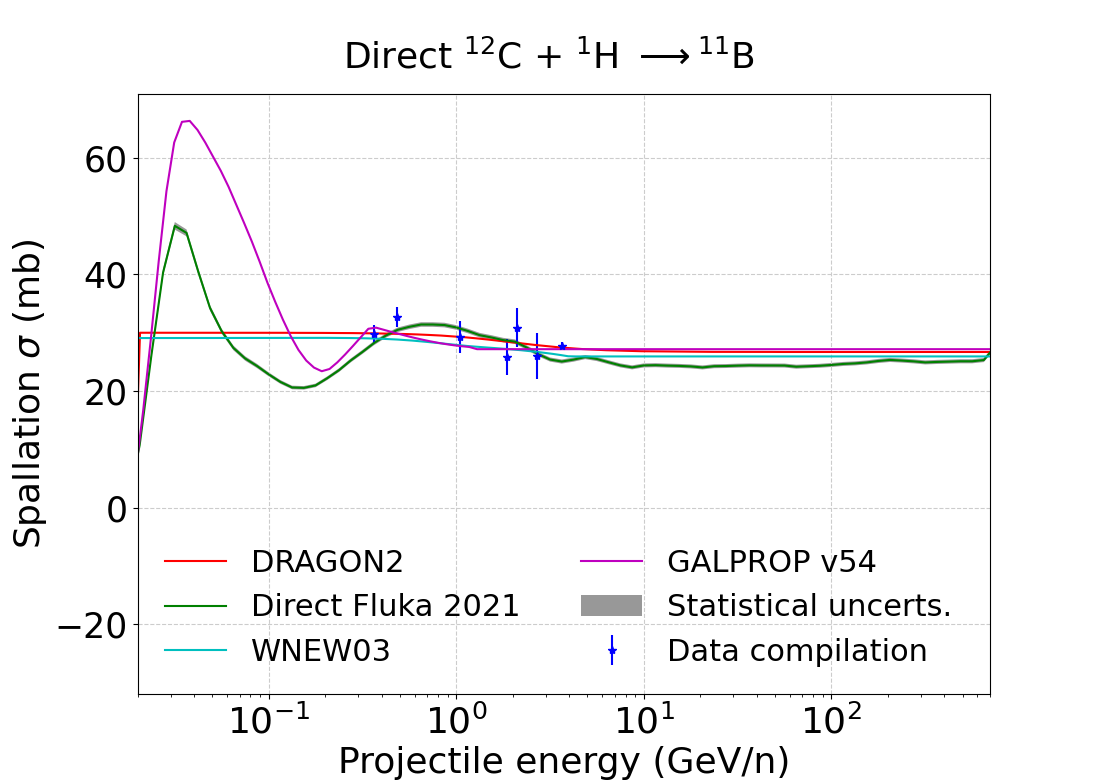 Direct ¹²C + ¹H ⟶ ¹¹B
Spallation σ (mb)
60
40
20
0
−20
DRAGON2
Direct Fluka 2021
WNEW03
GALPROP v54
Statistical uncerts.
Data compilation
10⁻¹ 10⁰ 10¹ 10²
Projectile energy (GeV/n)